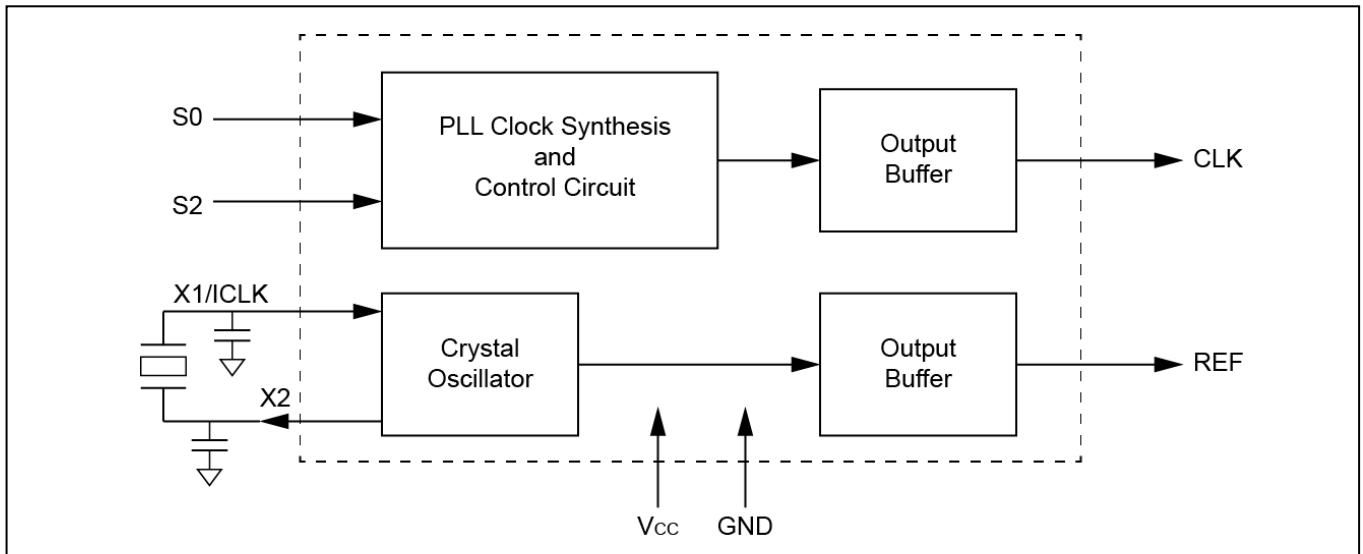 S0
S2
PLL Clock Synthesis
and
Control Circuit
Output
Buffer
CLK
X1/ICLK
X2
Crystal
Oscillator
Output
Buffer
REF
Vcc
GND